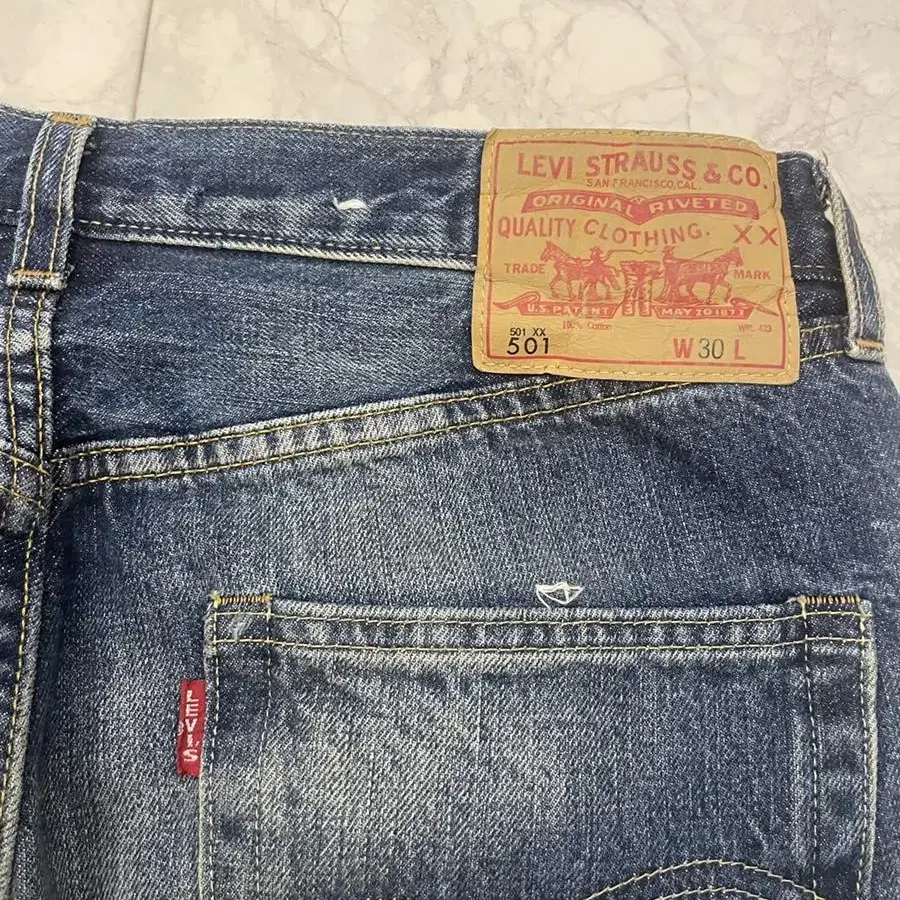 LEVI STRAUSS & CO.
SAN FRANCISCO, CAL.
ORIGINAL RIVETED
QUALITY CLOTHING. XX
TRADE MARK
U.S. PATENT MAY 20 1873
100% Cotton WPL 423
501 XX
501 W 30 L
LEVI'S